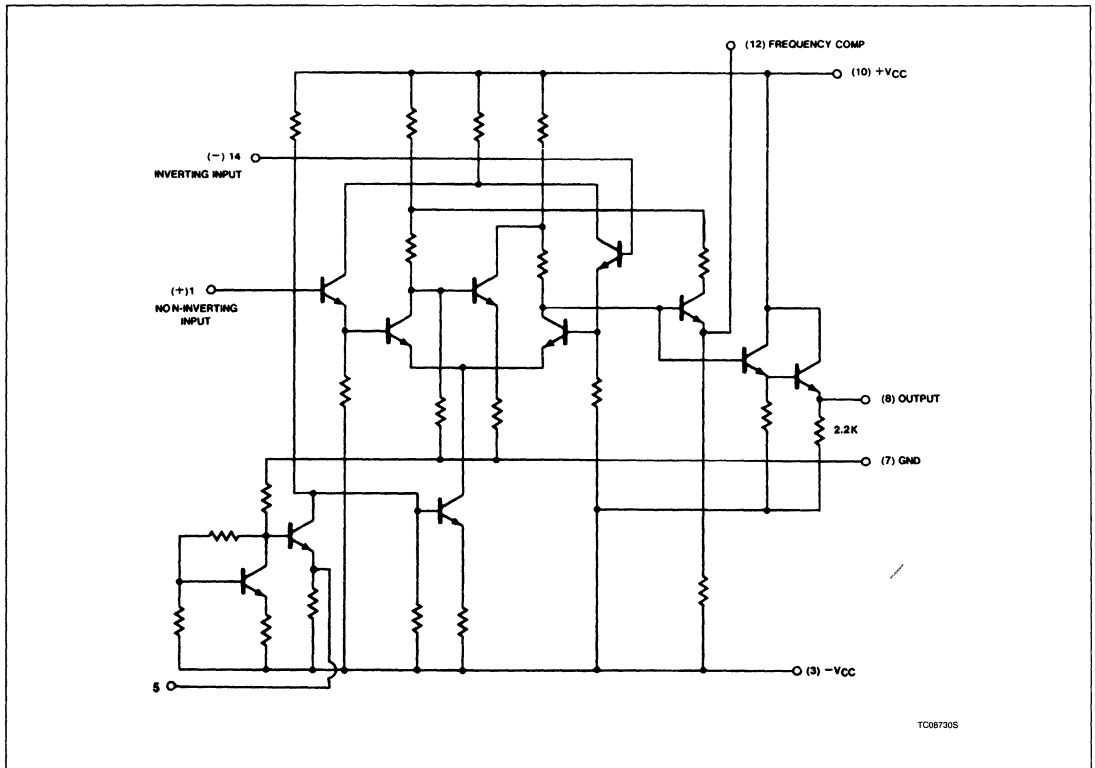 (12) FREQUENCY COMP
(10) +VCC
(−) 14
INVERTING INPUT
(+)1
NON-INVERTING
INPUT
(8) OUTPUT
2.2K
(7) GND
(3) −VCC
5
TC08730S